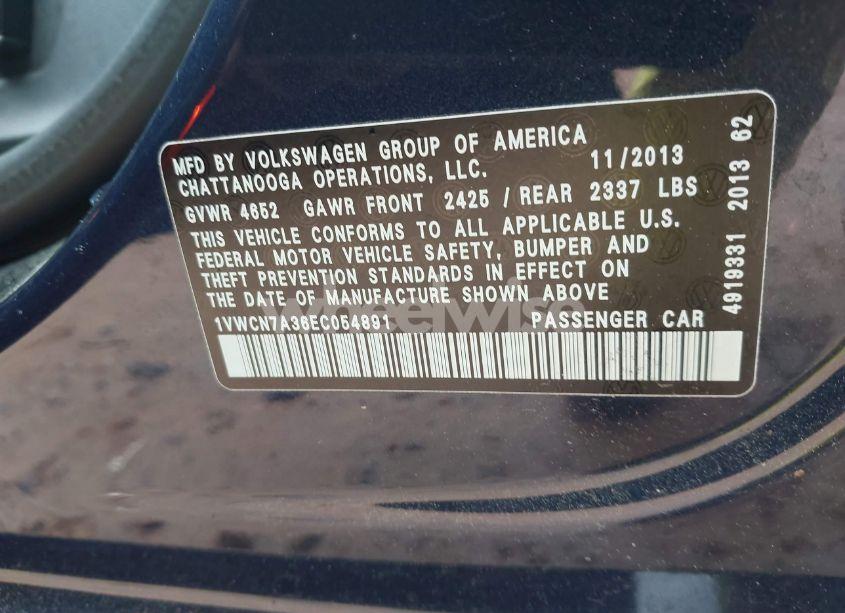 MFD BY VOLKSWAGEN GROUP OF AMERICA 11/2013
CHATTANOOGA OPERATIONS, LLC.
GVWR 4652 GAWR FRONT 2425 / REAR 2337 LBS
THIS VEHICLE CONFORMS TO ALL APPLICABLE U.S.
FEDERAL MOTOR VEHICLE SAFETY, BUMPER AND
THEFT PREVENTION STANDARDS IN EFFECT ON
THE DATE OF MANUFACTURE SHOWN ABOVE
1VWCN7A36EC054891 PASSENGER CAR
4919331 2013 62
wheelwise